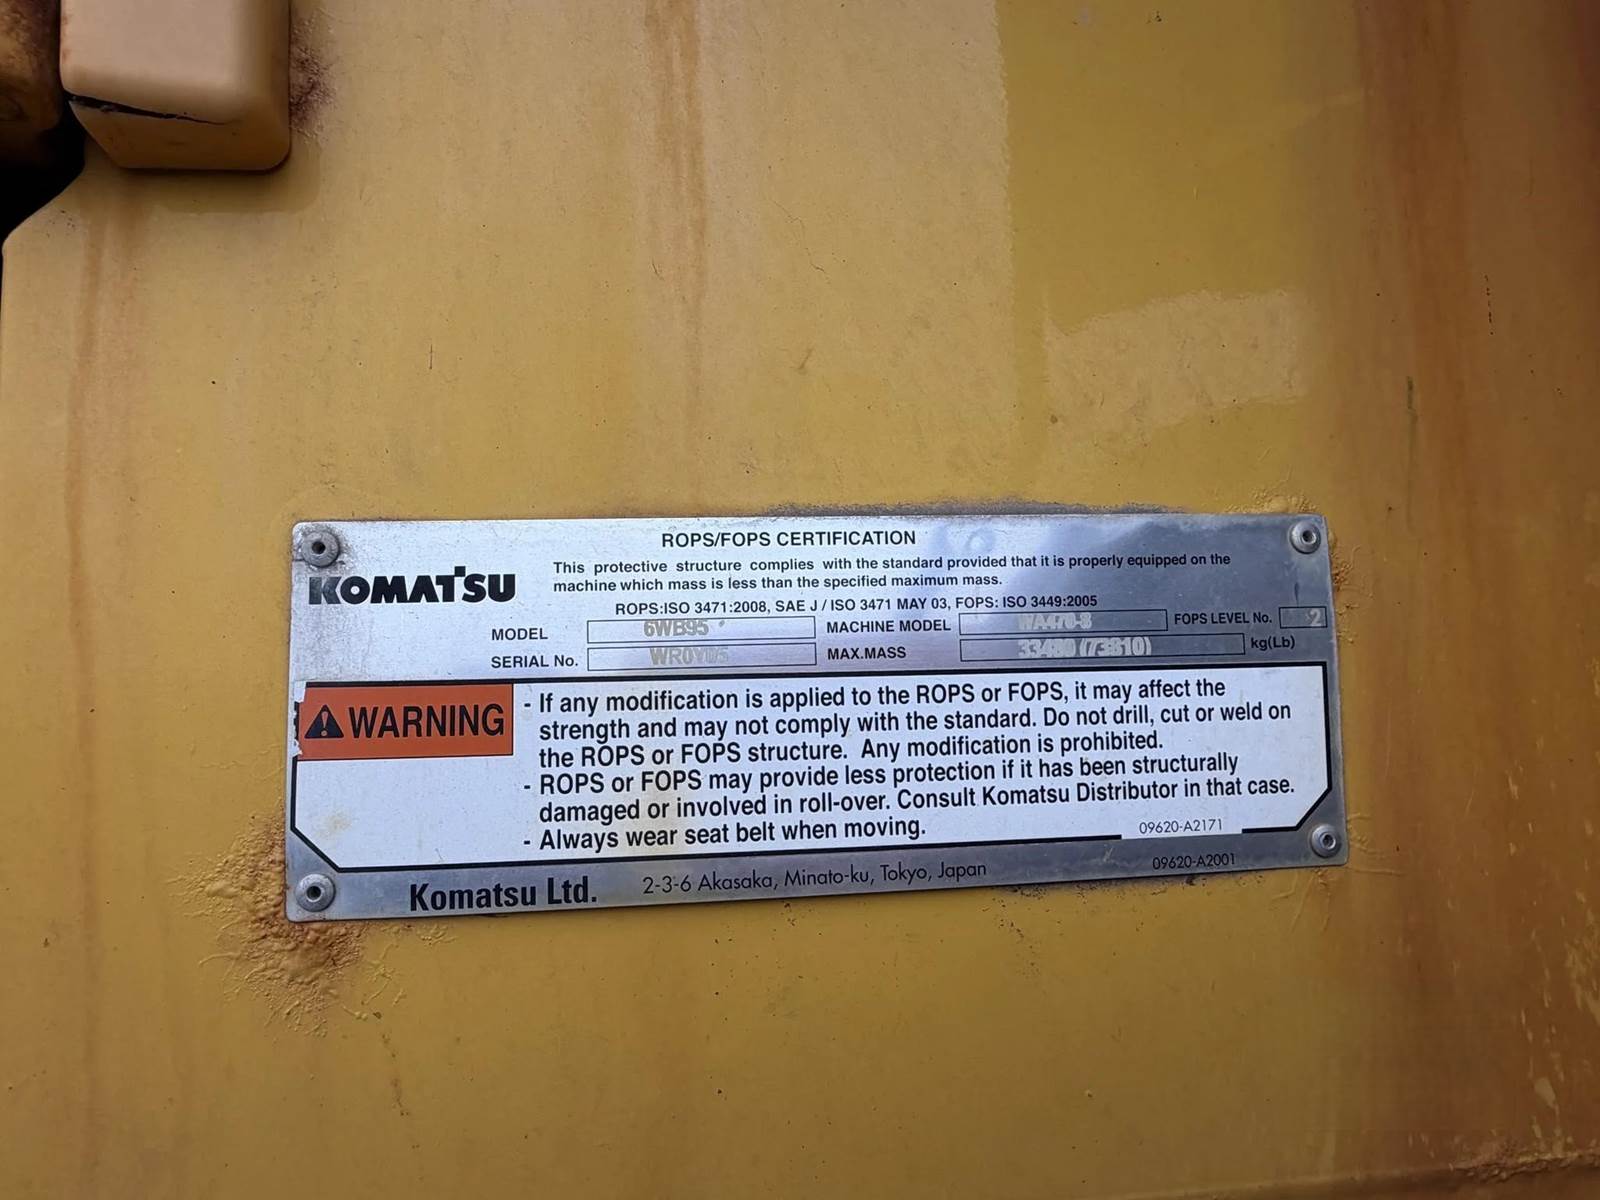 ROPS/FOPS CERTIFICATION
KOMATSU
This protective structure complies with the standard provided that it is properly equipped on the
machine which mass is less than the specified maximum mass.
ROPS:ISO 3471:2008, SAE J / ISO 3471 MAY 03, FOPS: ISO 3449:2005
MODEL 6WB95 MACHINE MODEL WA470-8 FOPS LEVEL No. 2
SERIAL No. MAX.MASS kg(Lb)
WARNING
- If any modification is applied to the ROPS or FOPS, it may affect the
strength and may not comply with the standard. Do not drill, cut or weld on
the ROPS or FOPS structure. Any modification is prohibited.
- ROPS or FOPS may provide less protection if it has been structurally
damaged or involved in roll-over. Consult Komatsu Distributor in that case.
- Always wear seat belt when moving.
09620-A2171
Komatsu Ltd. 2-3-6 Akasaka, Minato-ku, Tokyo, Japan 09620-A2001